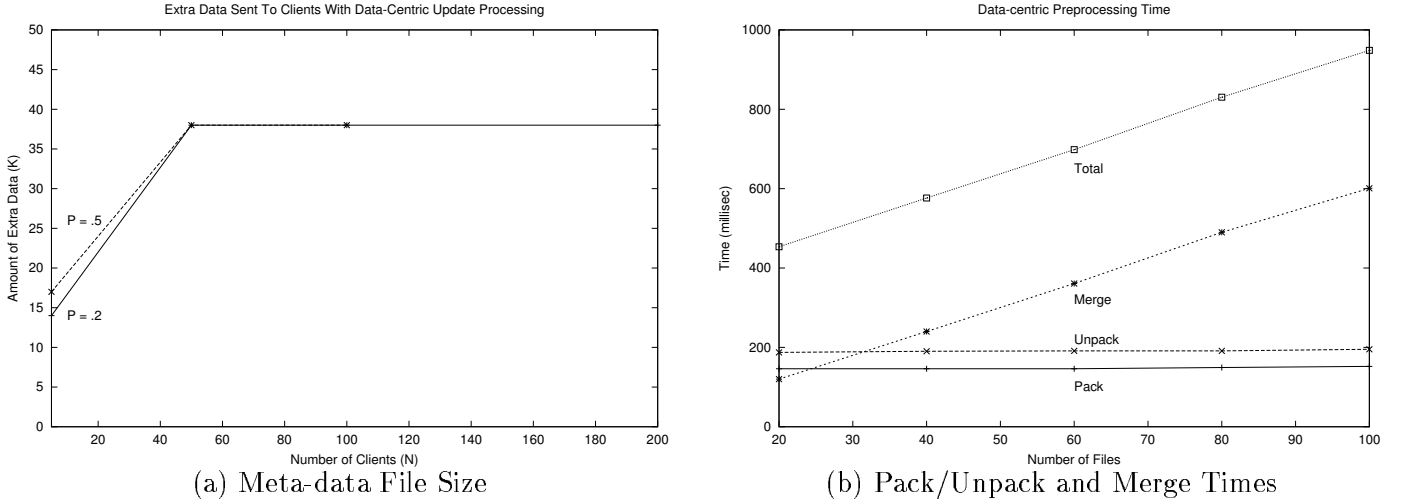 Extra Data Sent To Clients With Data-Centric Update Processing
50
45
40
35
30
25
20
15
10
5
0
Amount of Extra Data (K)
P = .5
P = .2
20 40 60 80 100 120 140 160 180 200
Number of Clients (N)
(a) Meta-data File Size
Data-centric Preprocessing Time
1000
800
600
400
200
0
Time (millisec)
Total
Merge
Unpack
Pack
20 30 40 50 60 70 80 90 100
Number of Files
(b) Pack/Unpack and Merge Times